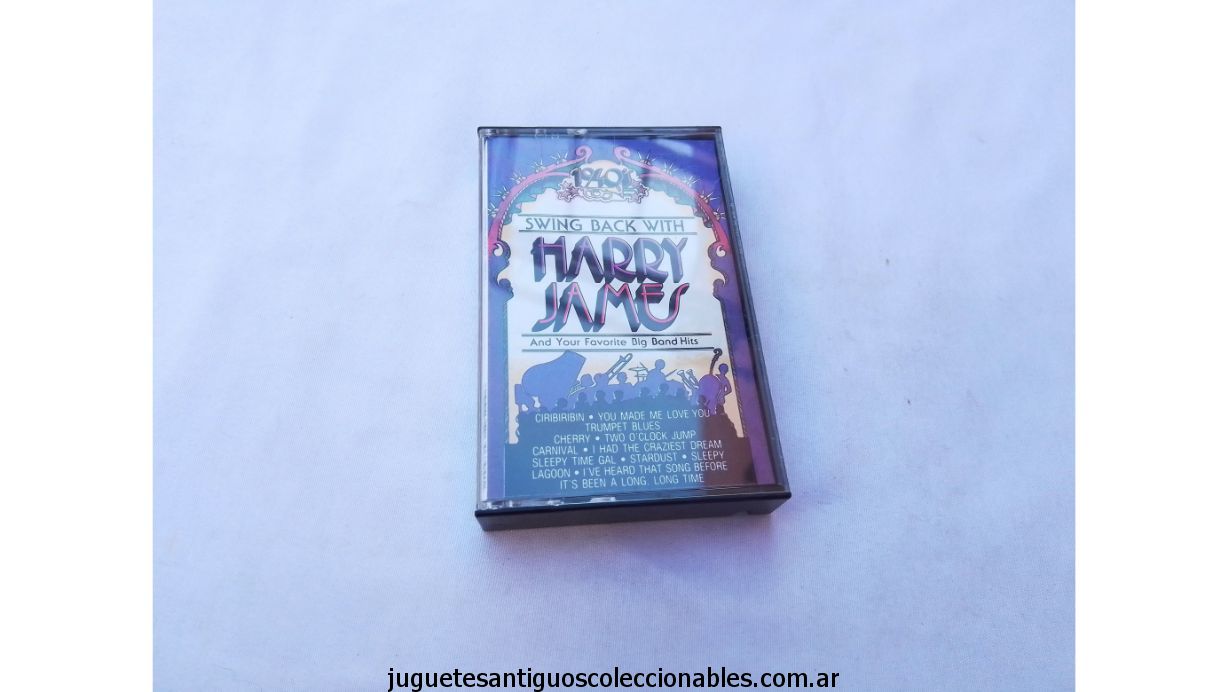 1940's
SWING BACK WITH
HARRY
JAMES
And Your Favorite Big Band Hits
CIRIBIRIBIN • YOU MADE ME LOVE YOU
TRUMPET BLUES
CHERRY • TWO O'CLOCK JUMP
CARNIVAL • I HAD THE CRAZIEST DREAM
SLEEPY TIME GAL • STARDUST • SLEEPY
LAGOON • I'VE HEARD THAT SONG BEFORE
IT'S BEEN A LONG, LONG TIME
juguetesantiguoscoleccionables.com.ar